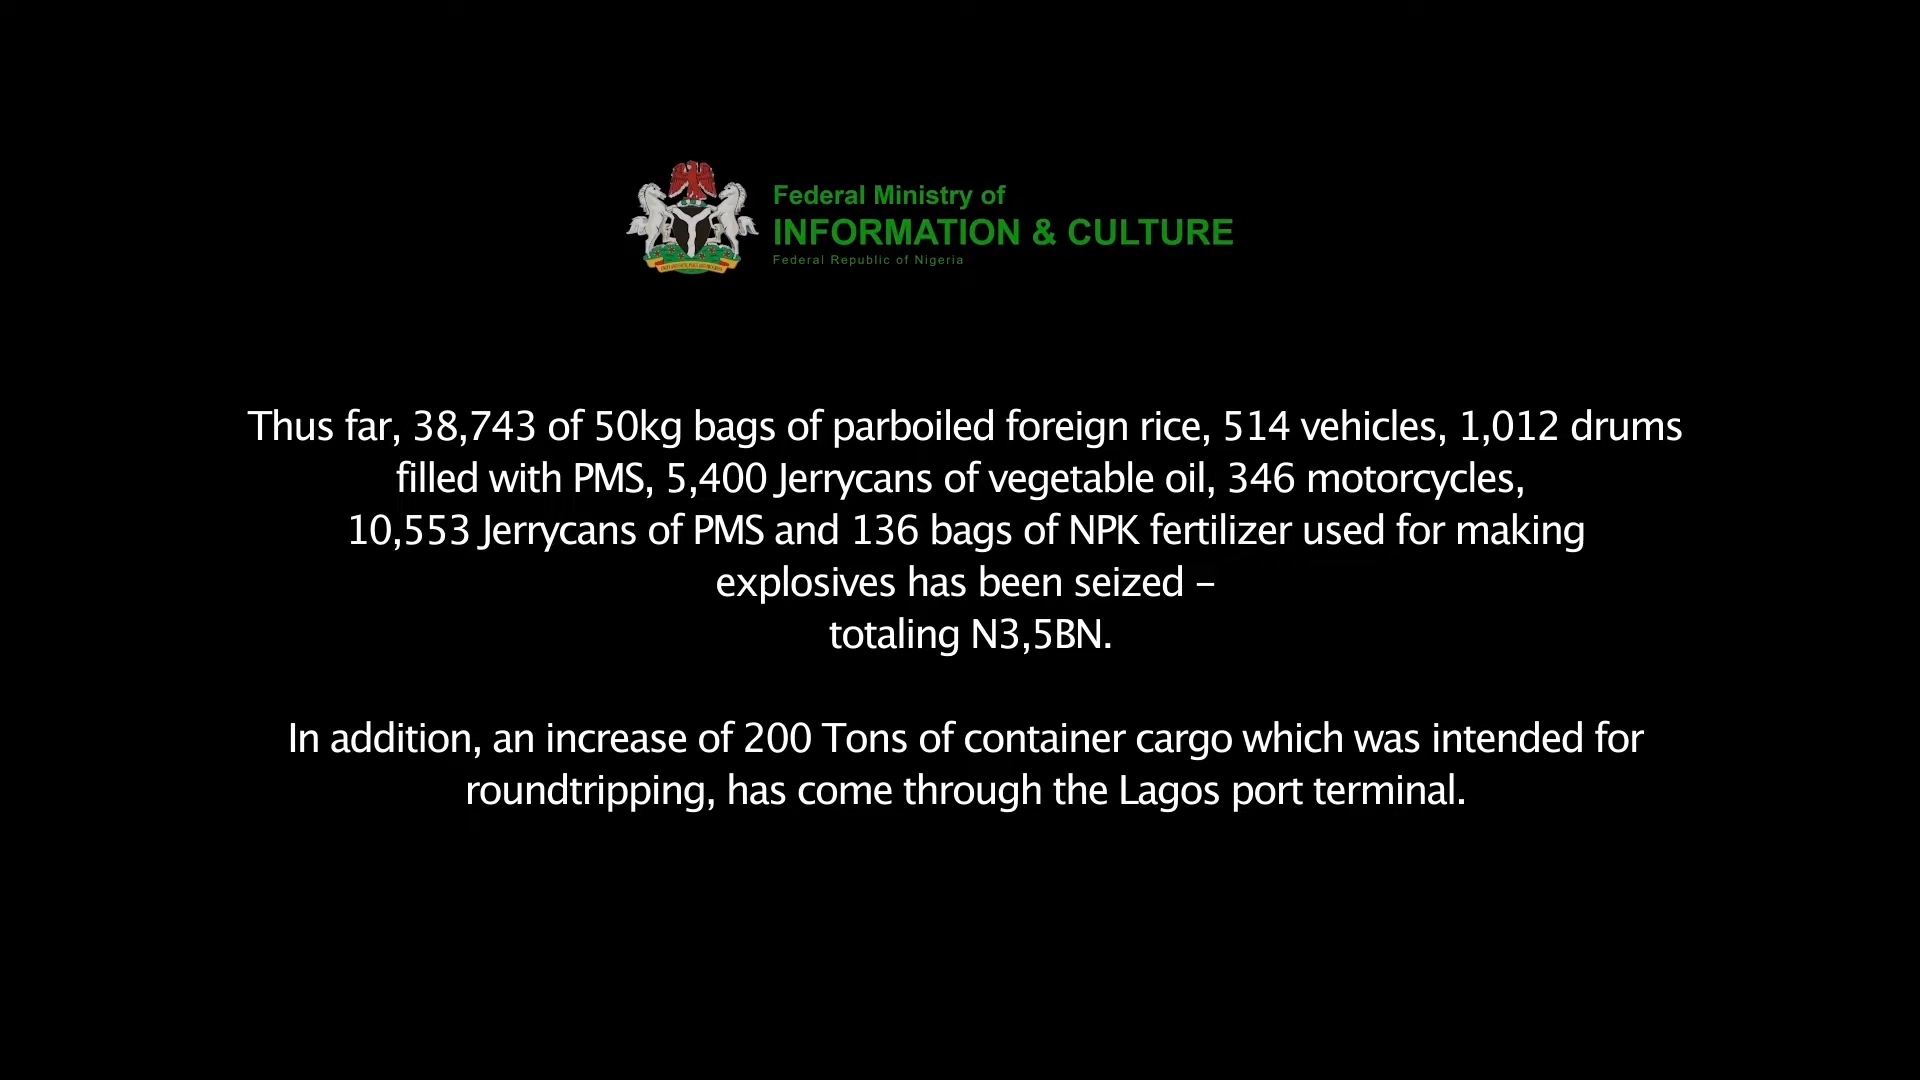 Federal Ministry of
INFORMATION & CULTURE
Federal Republic of Nigeria
Thus far, 38,743 of 50kg bags of parboiled foreign rice, 514 vehicles, 1,012 drums
filled with PMS, 5,400 Jerrycans of vegetable oil, 346 motorcycles,
10,553 Jerrycans of PMS and 136 bags of NPK fertilizer used for making
explosives has been seized –
totaling N3,5BN.
In addition, an increase of 200 Tons of container cargo which was intended for
roundtripping, has come through the Lagos port terminal.